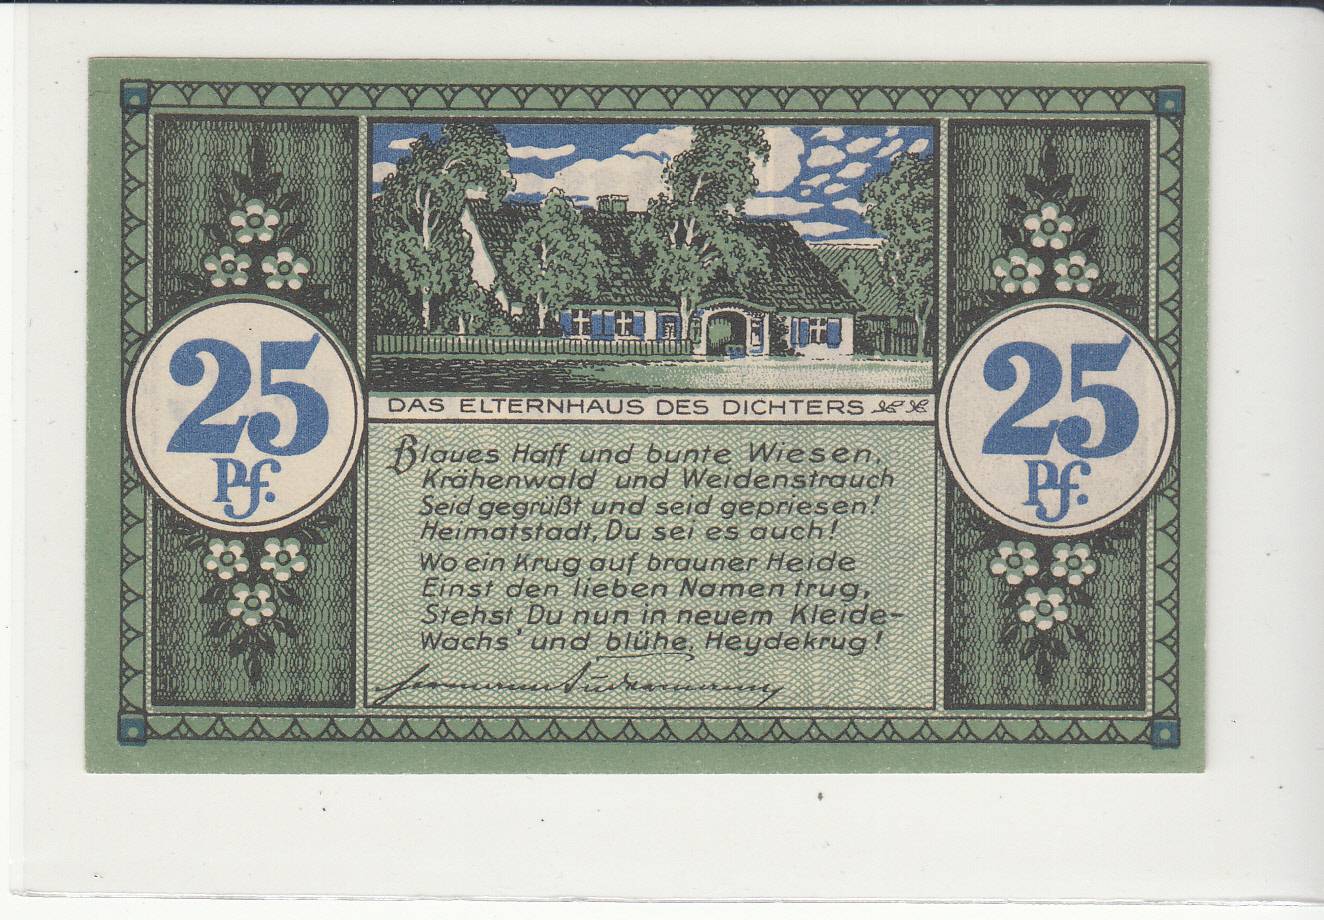 25
Pf.
25
Pf.
DAS ELTERNHAUS DES DICHTERS
Blaues Haff und bunte Wiesen,
Krähenwald und Weidenstrauch
Seid gegrüßt und seid gepriesen!
Heimatstadt, Du sei es auch!
Wo ein Krug auf brauner Heide
Einst den lieben Namen trug,
Stehst Du nun in neuem Kleide-
Wachs' und blühe, Heydekrug!
Hermann Sudermann